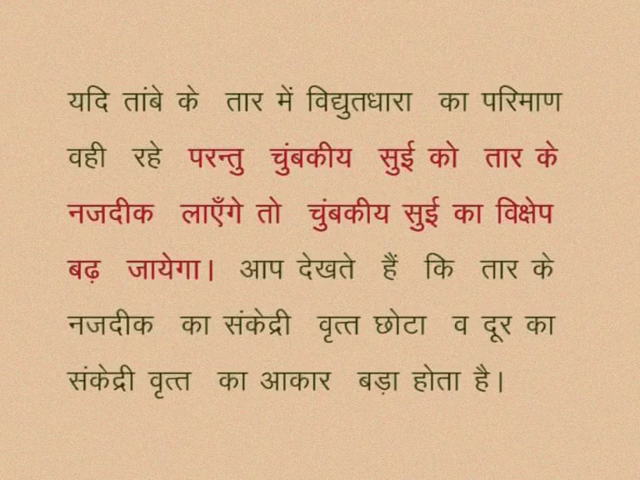 यदि तांबे के तार में विद्युतधारा का परिमाण
वही रहे परन्तु चुंबकीय सुई को तार के
नजदीक लाएँगे तो चुंबकीय सुई का विक्षेप
बढ़ जायेगा। आप देखते हैं कि तार के
नजदीक का संकेद्री वृत्त छोटा व दूर का
संकेद्री वृत्त का आकार बड़ा होता है।